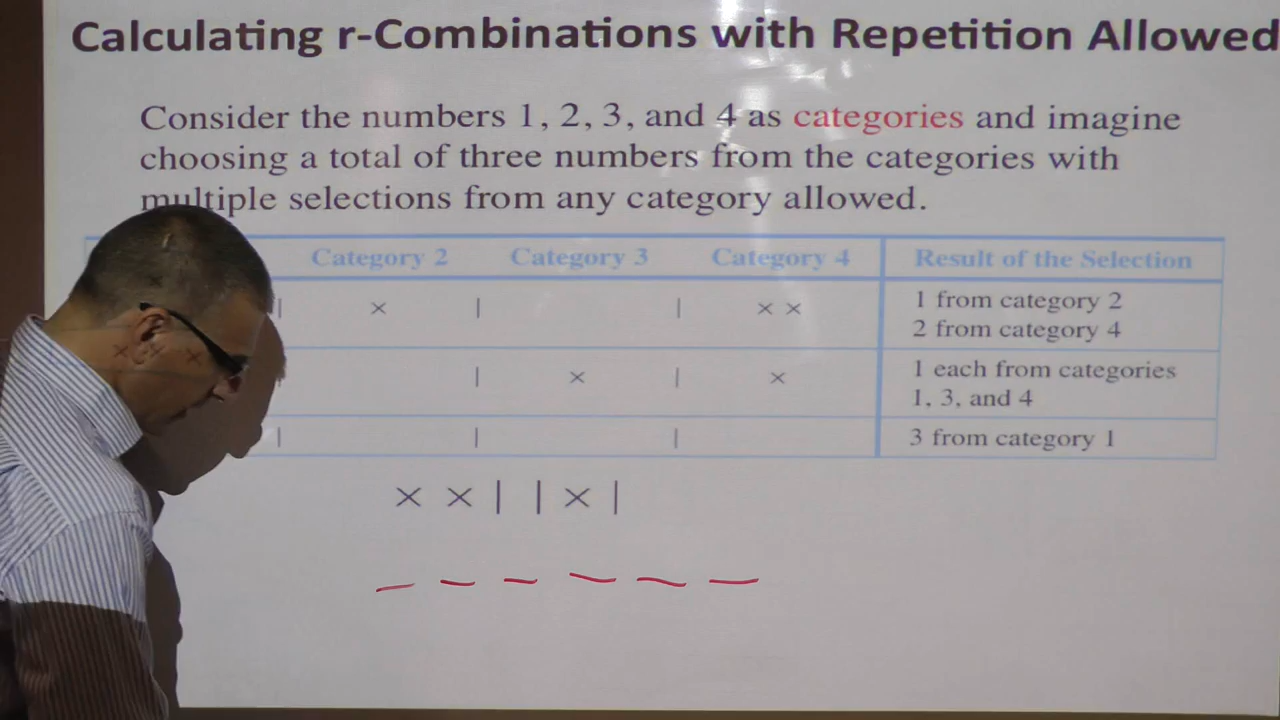 Calculating r-Combinations with Repetition Allowed
Consider the numbers 1, 2, 3, and 4 as categories and imagine
choosing a total of three numbers from the categories with
multiple selections from any category allowed.
Category 2 Category 3 Category 4 Result of the Selection
| × | | × × 1 from category 2
2 from category 4
| | × | × 1 each from categories
1, 3, and 4
| | | 3 from category 1
× × | | × |